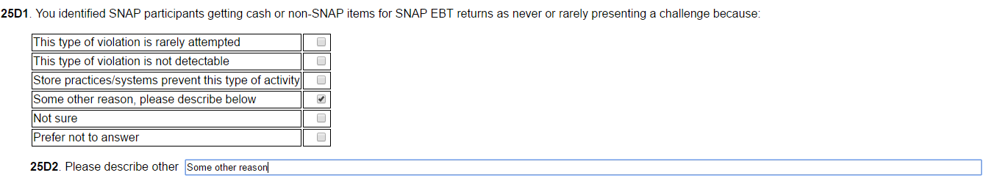 25D1. You identified SNAP participants getting cash or non-SNAP items for SNAP EBT returns as never or rarely presenting a challenge because:
This type of violation is rarely attempted
This type of violation is not detectable
Store practices/systems prevent this type of activity
Some other reason, please describe below
Not sure
Prefer not to answer
25D2. Please describe other Some other reason